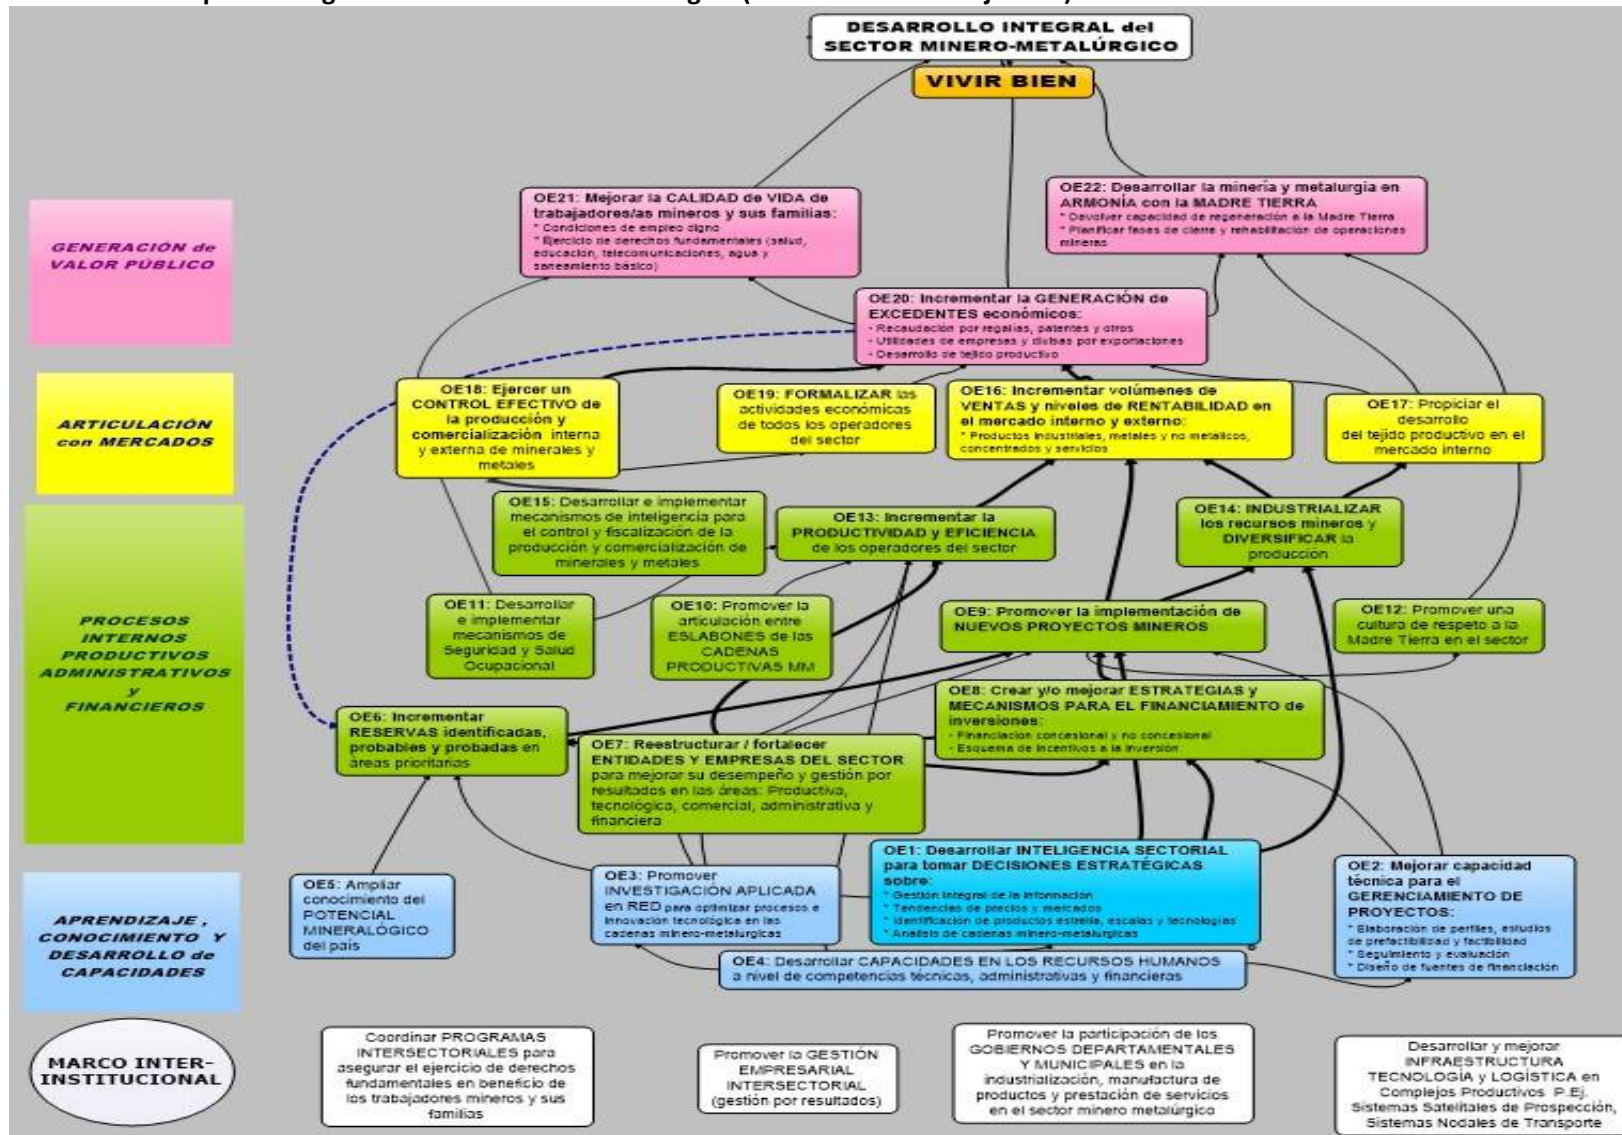 DESARROLLO INTEGRAL del
SECTOR MINERO-METALÚRGICO
VIVIR BIEN
GENERACIÓN de
VALOR PÚBLICO
OE21: Mejorar la CALIDAD de VIDA de
trabajadores/as mineros y sus familias:
* Condiciones de empleo digno
* Ejercicio de derechos fundamentales (salud,
educación, telecomunicaciones, agua y
saneamiento básico)
OE22: Desarrollar la minería y metalurgia en
ARMONÍA con la MADRE TIERRA
* Devolver capacidad de regeneración a la Madre Tierra
* Planificar fases de cierre y rehabilitación de operaciones
mineras
OE20: Incrementar la GENERACIÓN de
EXCEDENTES económicos:
- Recaudación por regalías, patentes y otros
- Utilidades de empresas y divisas por exportaciones
- Desarrollo de tejido productivo
ARTICULACIÓN
con MERCADOS
OE18: Ejercer un
CONTROL EFECTIVO de
la producción y
comercialización interna
y externa de minerales y
metales
OE19: FORMALIZAR las
actividades económicas
de todos los operadores
del sector
OE16: Incrementar volúmenes de
VENTAS y niveles de RENTABILIDAD en
el mercado interno y externo:
* Productos industriales, metales y no metálicos,
concentrados y servicios
OE17: Propiciar el
desarrollo
del tejido productivo en el
mercado interno
PROCESOS
INTERNOS
PRODUCTIVOS
ADMINISTRATIVOS
y
FINANCIEROS
OE15: Desarrollar e implementar
mecanismos de inteligencia para
el control y fiscalización de la
producción y comercialización de
minerales y metales
OE13: Incrementar la
PRODUCTIVIDAD y EFICIENCIA
de los operadores del sector
OE14: INDUSTRIALIZAR
los recursos mineros y
DIVERSIFICAR la
producción
OE11: Desarrollar
e implementar
mecanismos de
Seguridad y Salud
Ocupacional
OE10: Promover la
articulación entre
ESLABONES de las
CADENAS
PRODUCTIVAS MM
OE9: Promover la implementación de
NUEVOS PROYECTOS MINEROS
OE12: Promover una
cultura de respeto a la
Madre Tierra en el sector
OE6: Incrementar
RESERVAS identificadas,
probables y probadas en
áreas prioritarias
OE7: Reestructurar / fortalecer
ENTIDADES Y EMPRESAS DEL SECTOR
para mejorar su desempeño y gestión por
resultados en las áreas: Productiva,
tecnológica, comercial, administrativa y
financiera
OE8: Crear y/o mejorar ESTRATEGIAS y
MECANISMOS PARA EL FINANCIAMIENTO de
inversiones:
- Financiacion concesional y no concesional
- Esquema de incentivos a la inversión
APRENDIZAJE ,
CONOCIMIENTO Y
DESARROLLO de
CAPACIDADES
OE5: Ampliar
conocimiento del
POTENCIAL
MINERALÓGICO
del país
OE3: Promover
INVESTIGACIÓN APLICADA
en RED para optimizar procesos e
innovación tecnológica en las
cadenas minero-metalurgicas
OE1: Desarrollar INTELIGENCIA SECTORIAL
para tomar DECISIONES ESTRATÉGICAS
sobre:
* Gestión integral de la información
* Tendencias de precios y mercados
* Identificación de productos estrella, escalas y tecnologías
* Analisis de cadenas minero-metalurgicas
OE2: Mejorar capacidad
técnica para el
GERENCIAMIENTO DE
PROYECTOS:
* Elaboración de perfiles, estudios
de prefactibilidad y factibilidad
* Seguimiento y evaluación
* Diseño de fuentes de financiación
OE4: Desarrollar CAPACIDADES EN LOS RECURSOS HUMANOS
a nivel de competencias técnicas, administrativas y financieras
MARCO INTER-
INSTITUCIONAL
Coordinar PROGRAMAS
INTERSECTORIALES para
asegurar el ejercicio de derechos
fundamentales en beneficio de
los trabajadores mineros y sus
familias
Promover la GESTIÓN
EMPRESARIAL
INTERSECTORIAL
(gestión por resultados)
Promover la participación de los
GOBIERNOS DEPARTAMENTALES
Y MUNICIPALES en la
industrialización, manufactura de
productos y prestación de servicios
en el sector minero metalúrgico
Desarrollar y mejorar
INFRAESTRUCTURA
TECNOLOGÍA y LOGÍSTICA en
Complejos Productivos P.Ej.
Sistemas Satelitales de Prospección,
Sistemas Nodales de Transporte